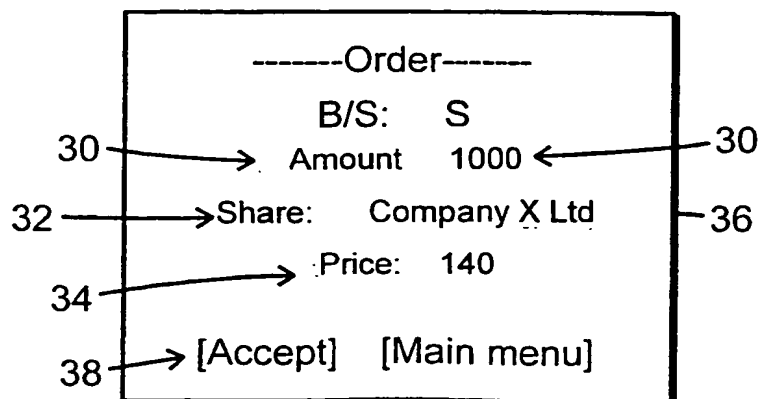 -------Order-------
B/S: S
30 Amount 1000 30
32 Share: Company X Ltd 36
34 Price: 140
38 [Accept] [Main menu]